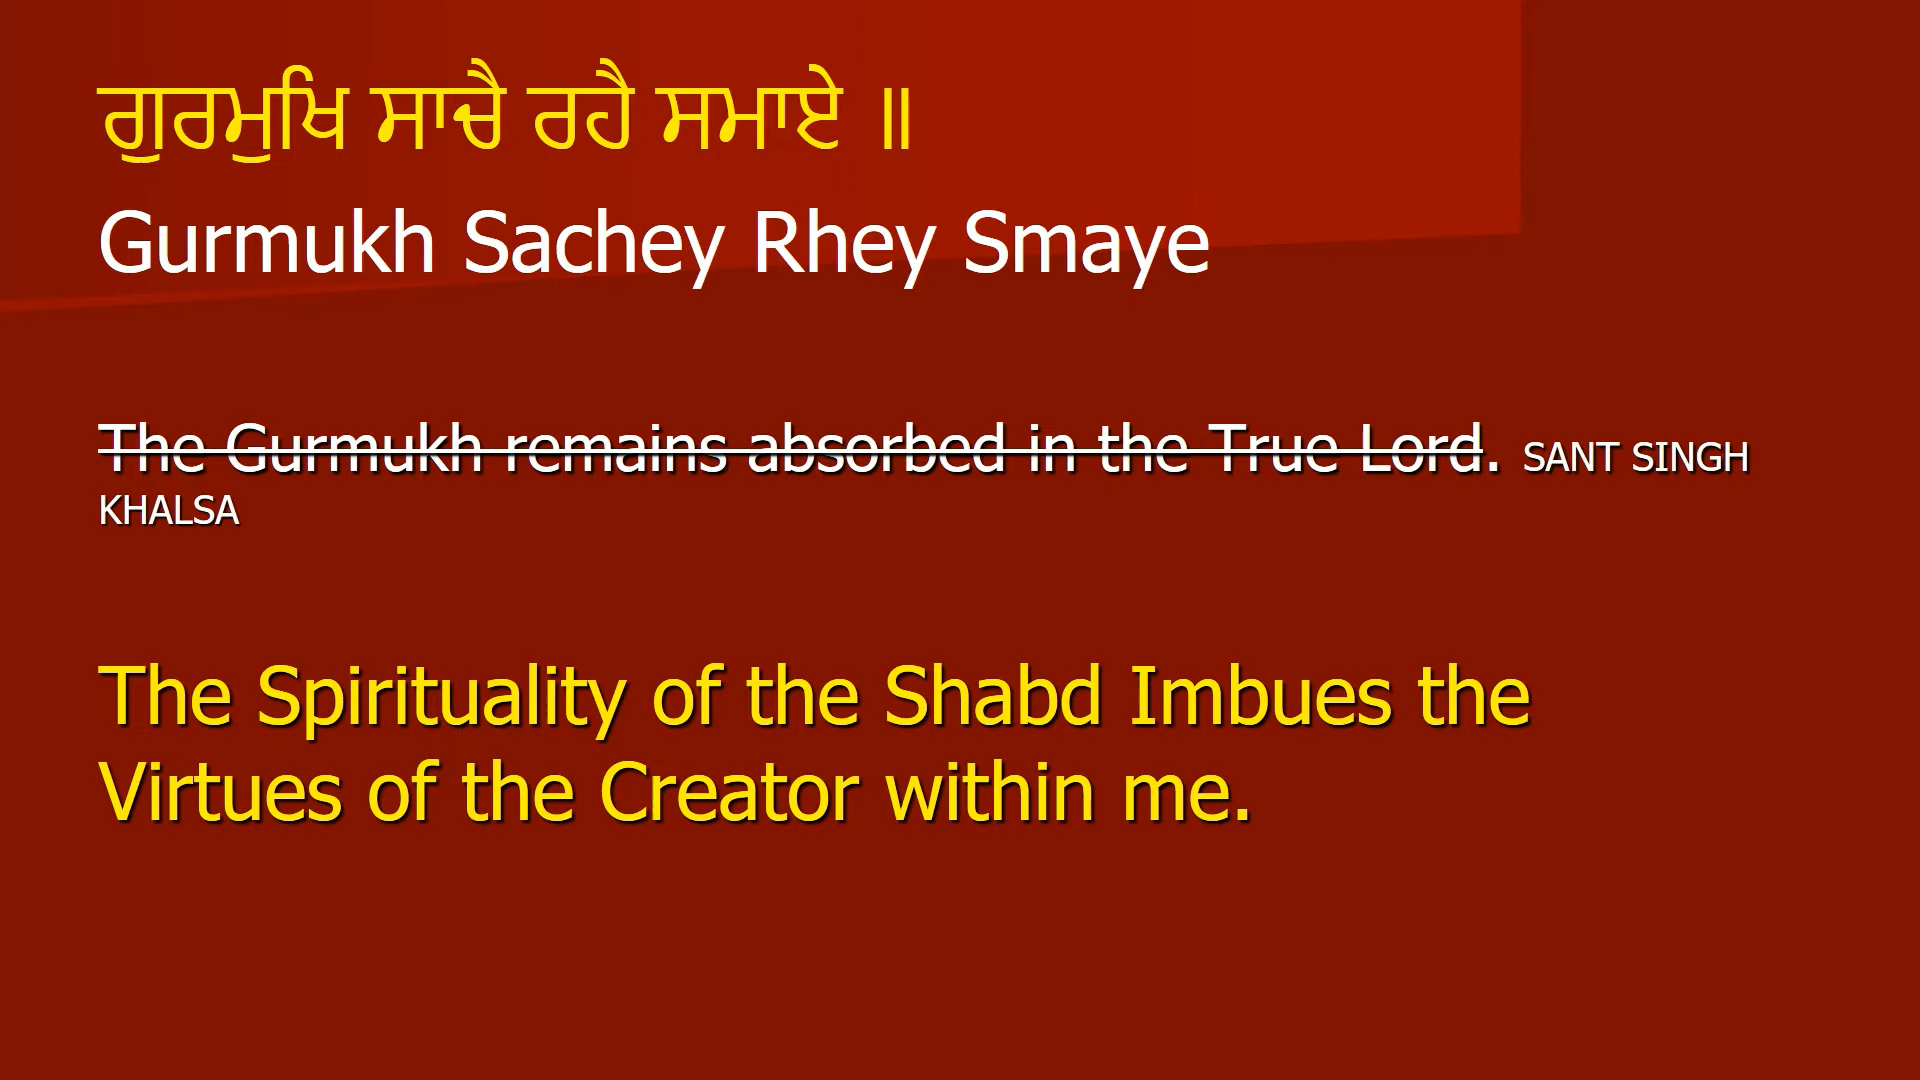 ਗੁਰਮੁਖਿ ਸਾਚੈ ਰਹੈ ਸਮਾਏ ॥
Gurmukh Sachey Rhey Smaye
The Gurmukh remains absorbed in the True Lord. SANT SINGH
KHALSA
The Spirituality of the Shabd Imbues the
Virtues of the Creator within me.